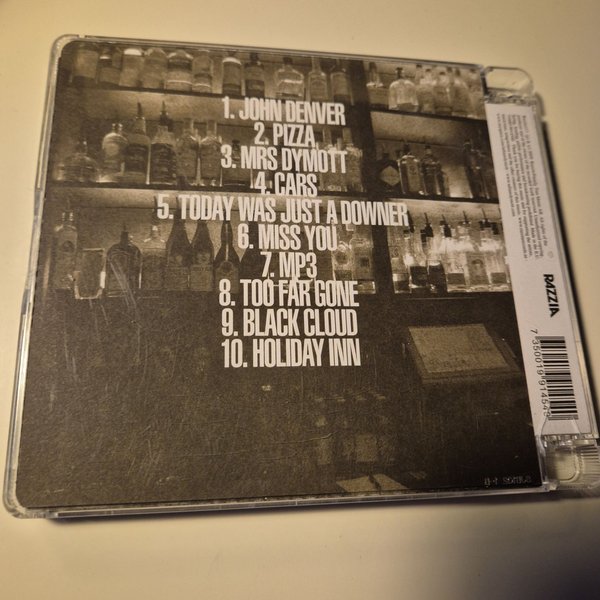 1. JOHN DENVER
2. PIZZA
3. MRS DYMOTT
4. CARS
5. TODAY WAS JUST A DOWNER
6. MISS YOU
7. MP3
8. TOO FAR GONE
9. BLACK CLOUD
10. HOLIDAY INN
RAZZIA